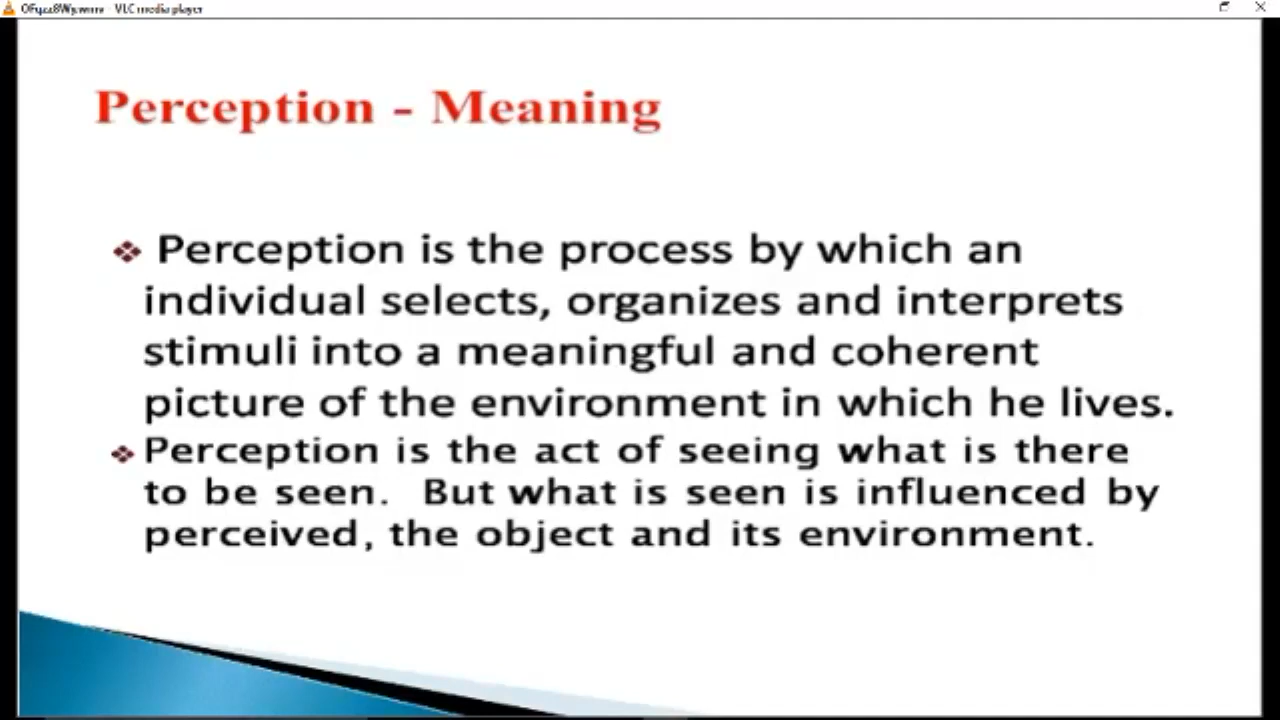 VLC media player
Perception - Meaning
Perception is the process by which an
individual selects, organizes and interprets
stimuli into a meaningful and coherent
picture of the environment in which he lives.
Perception is the act of seeing what is there
to be seen. But what is seen is influenced by
perceived, the object and its environment.